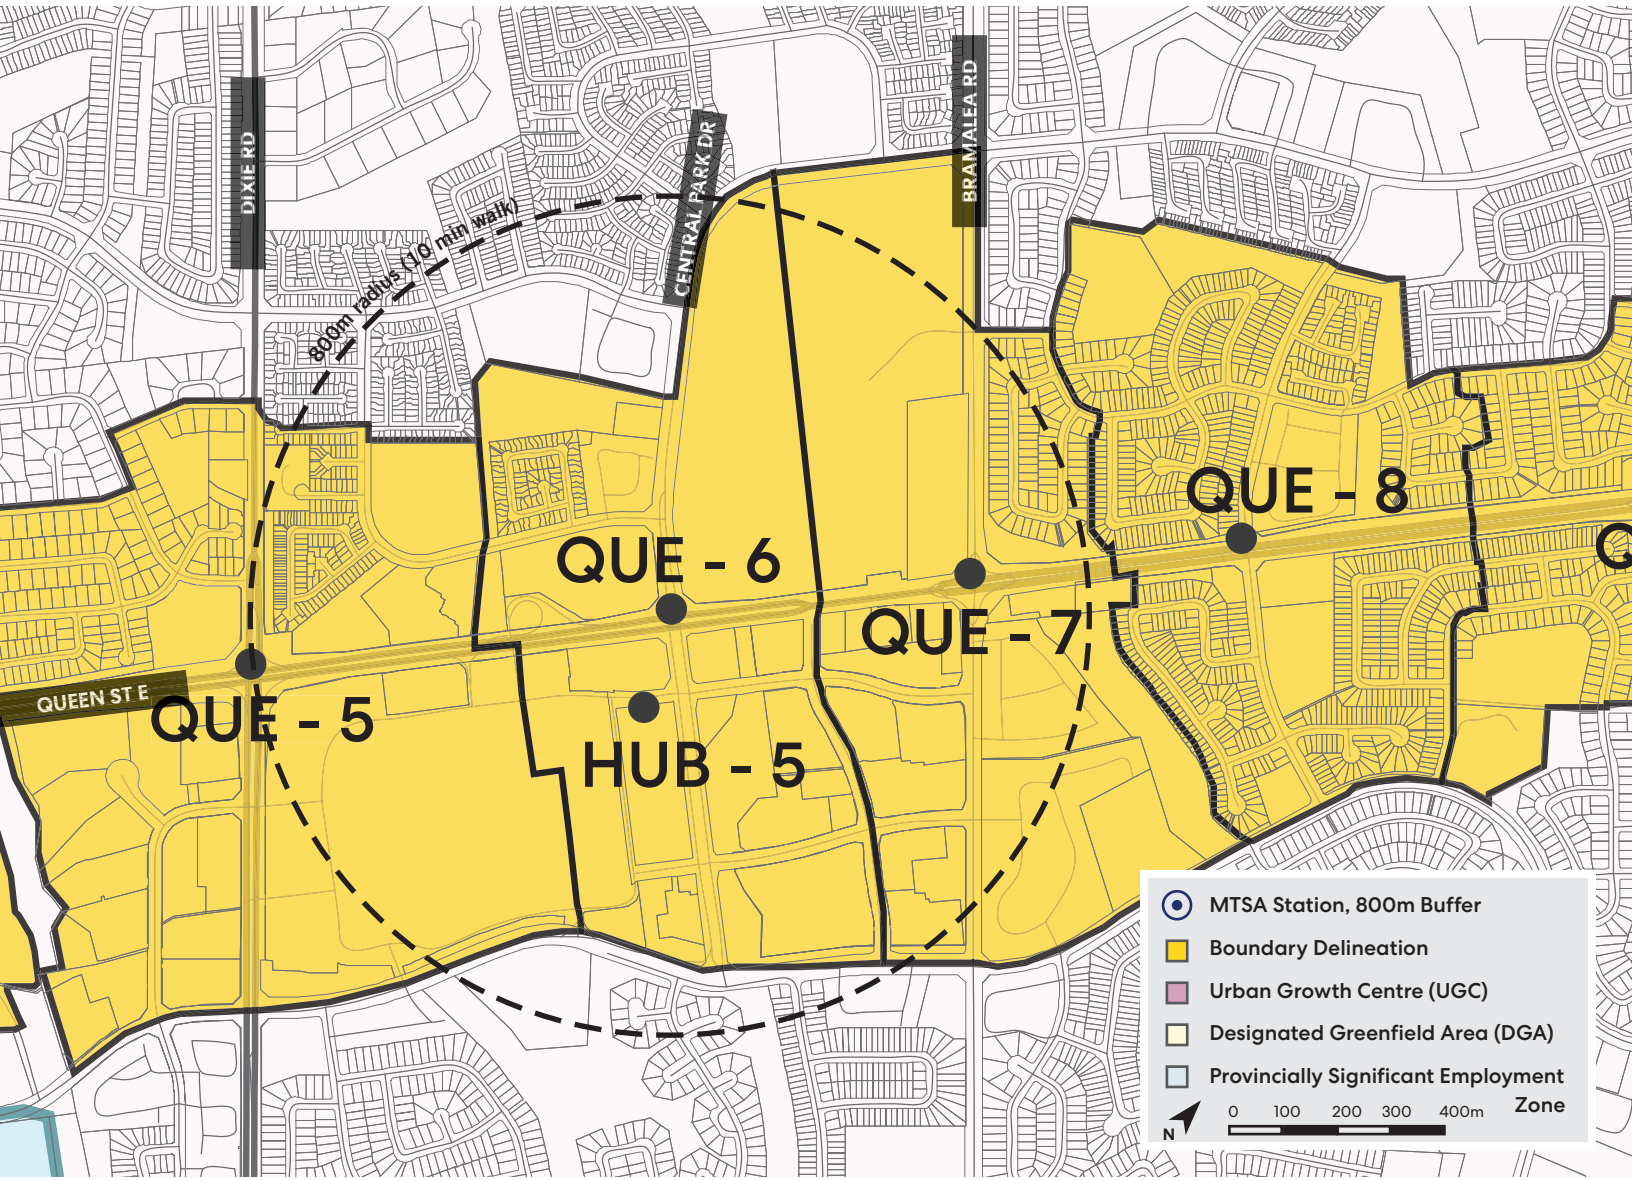 DIXIE RD
CENTRAL PARK DR
BRAMALEA RD
800m radius (10 min walk)
QUE - 8
QUE - 6
QUE - 7
QUEEN ST E
QUE - 5
HUB - 5
MTSA Station, 800m Buffer
Boundary Delineation
Urban Growth Centre (UGC)
Designated Greenfield Area (DGA)
Provincially Significant Employment
Zone
0 100 200 300 400m
N